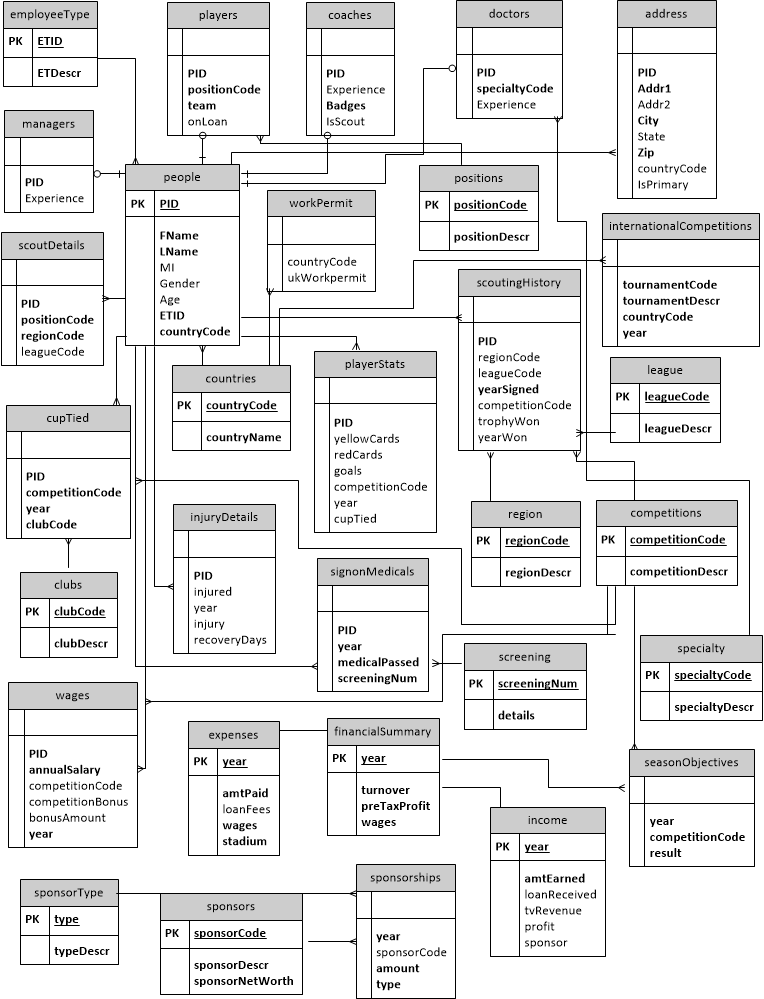 employeeType
PK ETID
ETDescr
players
PID
positionCode
team
onLoan
coaches
PID
Experience
Badges
IsScout
doctors
PID
specialtyCode
Experience
address
PID
Addr1
Addr2
City
State
Zip
countryCode
IsPrimary
managers
PID
Experience
people
PK PID
FName
LName
MI
Gender
Age
ETID
countryCode
workPermit
countryCode
ukWorkpermit
positions
PK positionCode
positionDescr
internationalCompetitions
tournamentCode
tournamentDescr
countryCode
year
scoutDetails
PID
positionCode
regionCode
leagueCode
scoutingHistory
PID
regionCode
leagueCode
yearSigned
competitionCode
trophyWon
yearWon
countries
PK countryCode
countryName
playerStats
PID
yellowCards
redCards
goals
competitionCode
year
cupTied
league
PK leagueCode
leagueDescr
cupTied
PID
competitionCode
year
clubCode
injuryDetails
PID
injured
year
injury
recoveryDays
region
PK regionCode
regionDescr
competitions
PK competitionCode
competitionDescr
clubs
PK clubCode
clubDescr
signonMedicals
PID
year
medicalPassed
screeningNum
screening
PK screeningNum
details
specialty
PK specialtyCode
specialtyDescr
wages
PID
annualSalary
competitionCode
competitionBonus
bonusAmount
year
expenses
PK year
amtPaid
loanFees
wages
stadium
financialSummary
PK year
turnover
preTaxProfit
wages
seasonObjectives
year
competitionCode
result
income
PK year
amtEarned
loanReceived
tvRevenue
profit
sponsor
sponsorType
PK type
typeDescr
sponsors
PK sponsorCode
sponsorDescr
sponsorNetWorth
sponsorships
year
sponsorCode
amount
type